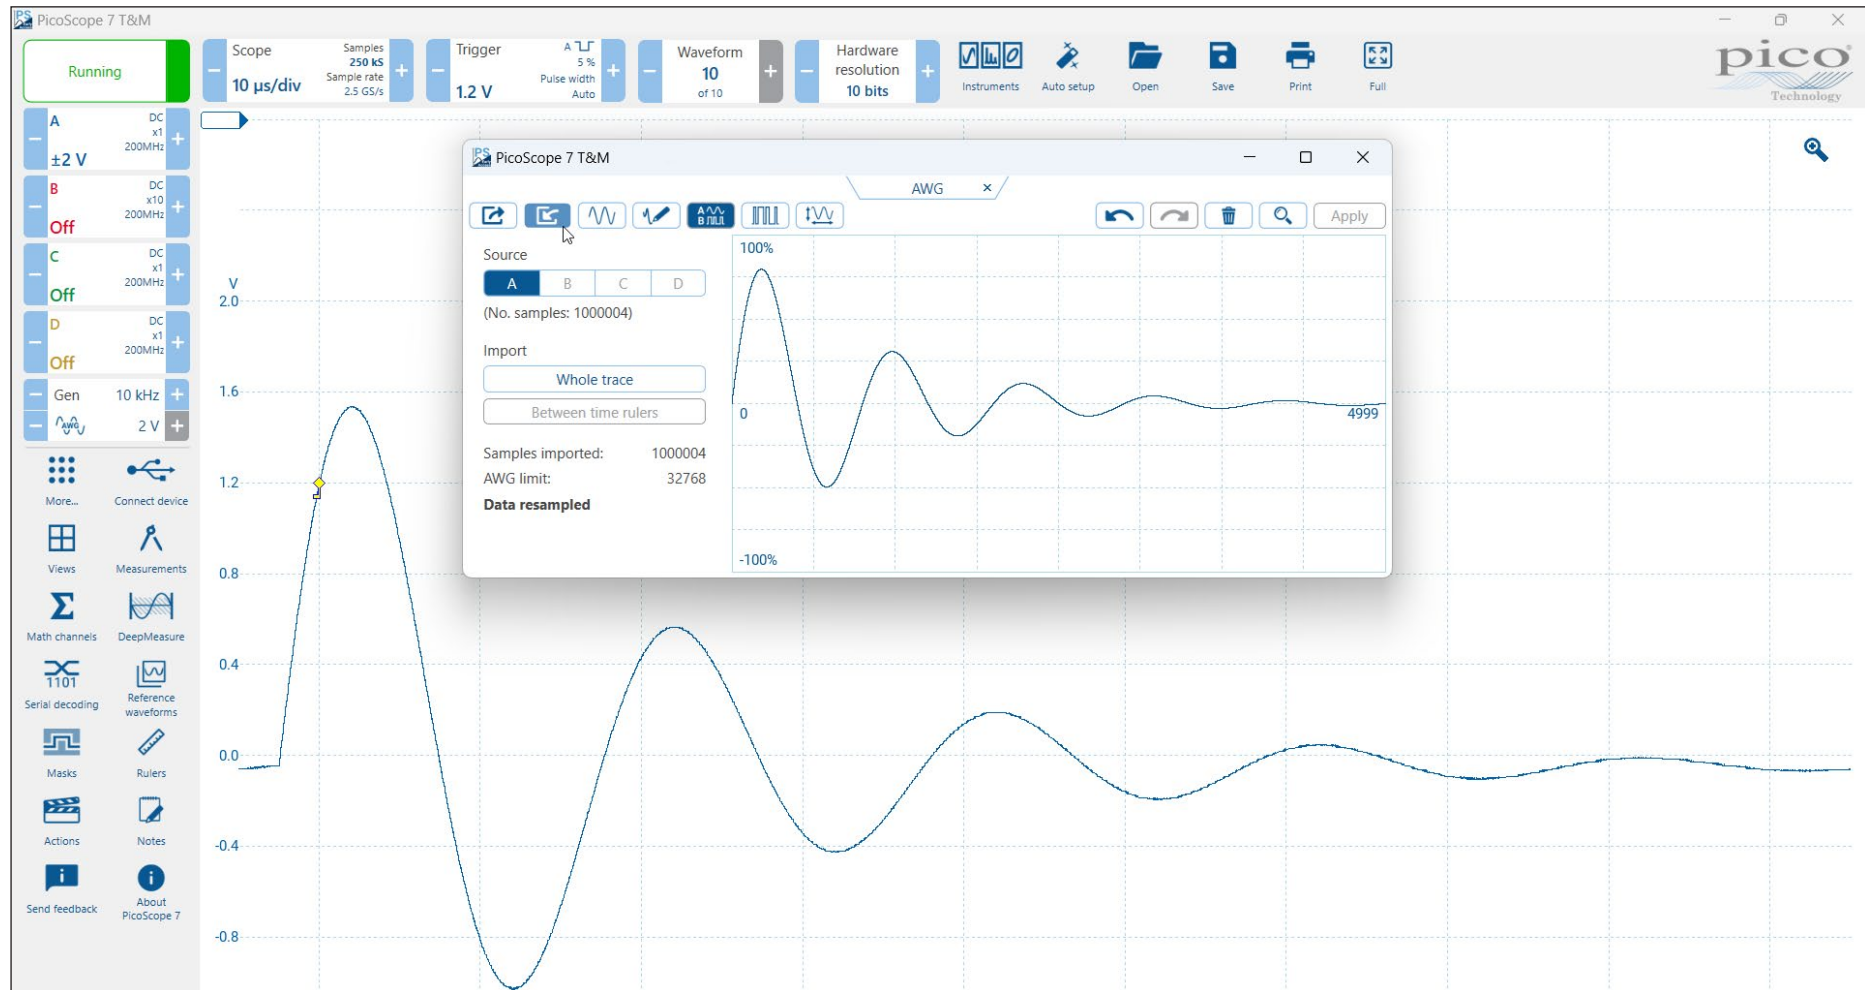 PicoScope 7 T&M
Running
Scope
10 µs/div
Samples
250 kS
Sample rate
2.5 GS/s
Trigger
1.2 V
A
5 %
Pulse width
Auto
Waveform
10
of 10
Hardware
resolution
10 bits
Instruments
Auto setup
Open
Save
Print
Full
pico
Technology
A
±2 V
DC
x1
200MHz
B
Off
DC
x10
200MHz
C
Off
DC
x1
200MHz
D
Off
DC
x1
200MHz
Gen
10 kHz
AWG
2 V
More...
Connect device
Views
Measurements
Math channels
DeepMeasure
1101
Serial decoding
Reference
waveforms
Masks
Rulers
Actions
Notes
Send feedback
About
PicoScope 7
V
2.0
1.6
1.2
0.8
0.4
0.0
-0.4
-0.8
PicoScope 7 T&M
AWG
A
B
Apply
Source
A B C D
(No. samples: 1000004)
Import
Whole trace
Between time rulers
Samples imported: 1000004
AWG limit: 32768
Data resampled
100%
0
4999
-100%